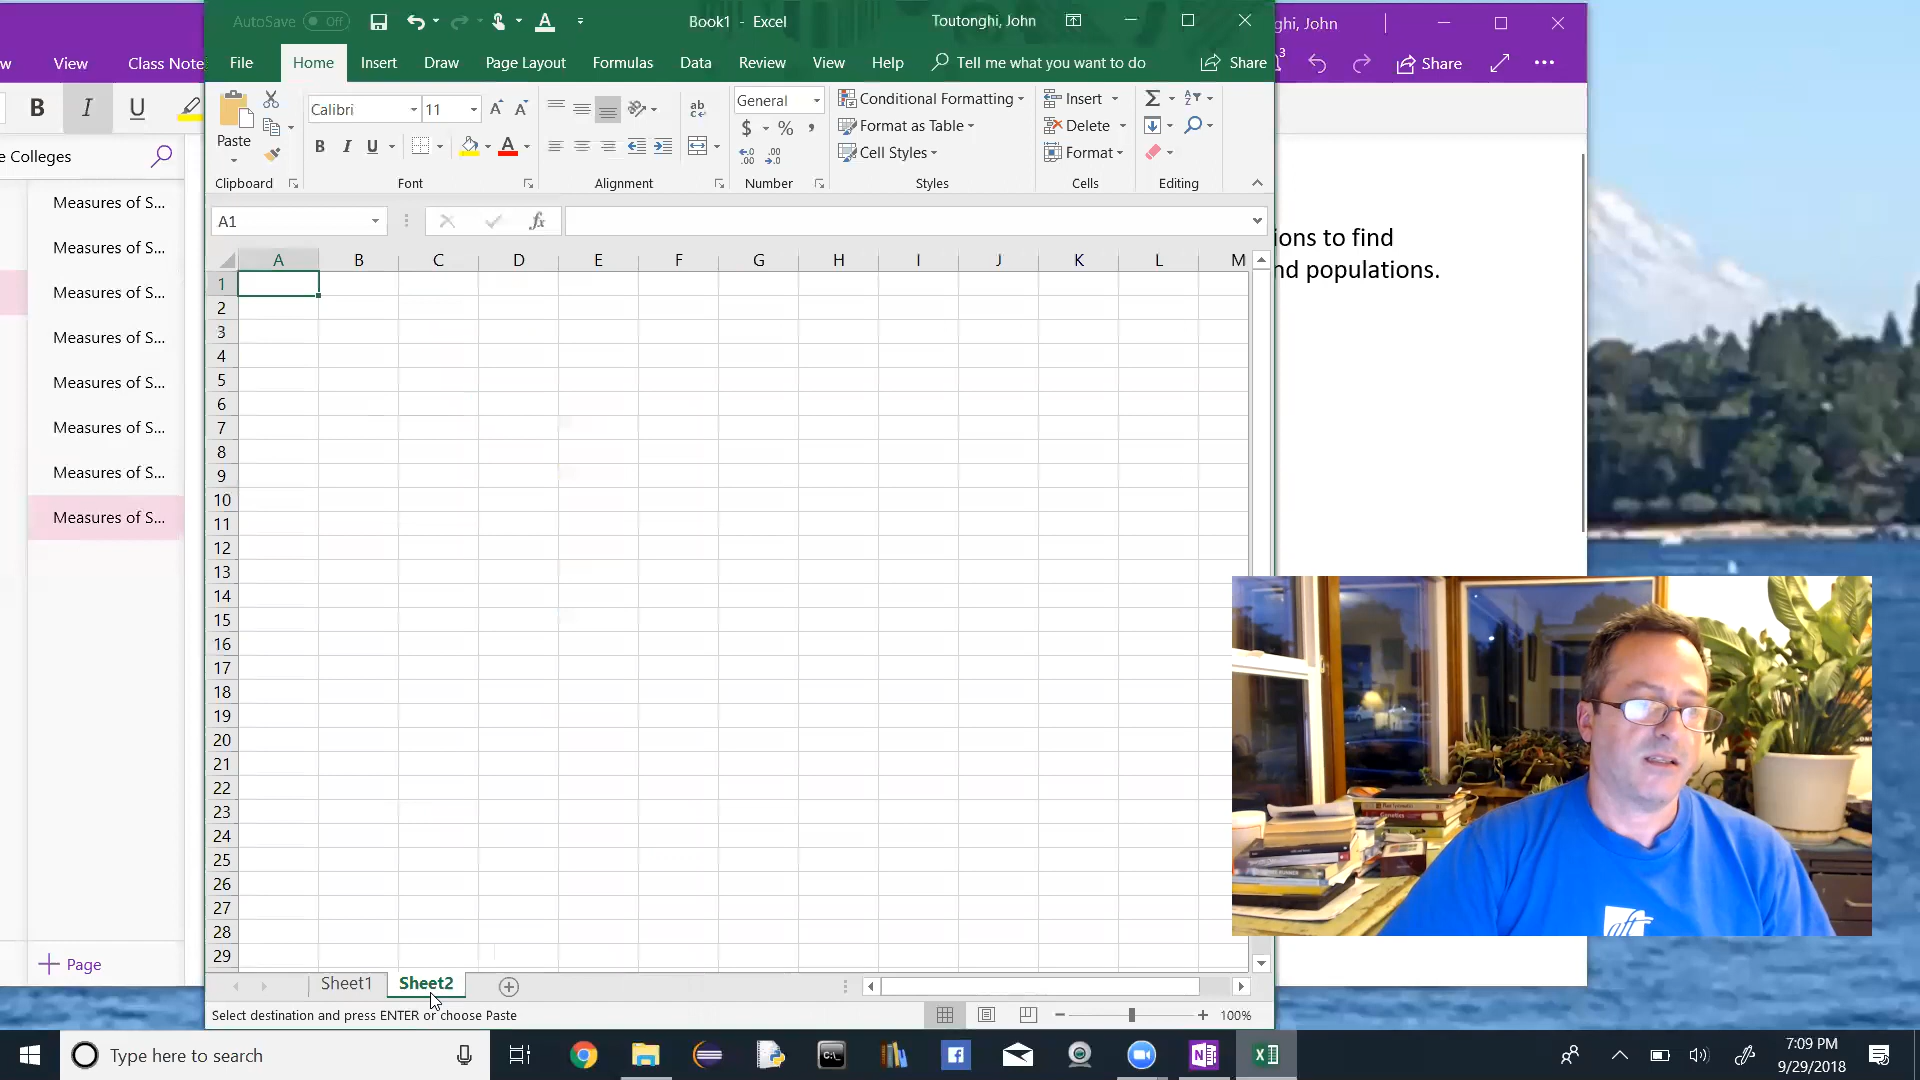 AutoSave Off
Book1 - Excel
Toutonghi, John
ghi, John
w View Class Note
File Home Insert Draw Page Layout Formulas Data Review View Help Tell me what you want to do Share
3 Share
B I U
Paste
Calibri 11
B I U
General
$ % ,
Conditional Formatting
Format as Table
Cell Styles
Insert
Delete
Format
Clipboard Font Alignment Number Styles Cells Editing
e Colleges
A1
fx
Measures of S...
Measures of S...
Measures of S...
Measures of S...
Measures of S...
Measures of S...
Measures of S...
Measures of S...
ions to find
nd populations.
A B C D E F G H I J K L M
1
2
3
4
5
6
7
8
9
10
11
12
13
14
15
16
17
18
19
20
21
22
23
24
25
26
27
28
29
Page
Sheet1 Sheet2
Select destination and press ENTER or choose Paste
100%
aft
Genetics
Type here to search
7:09 PM
9/29/2018